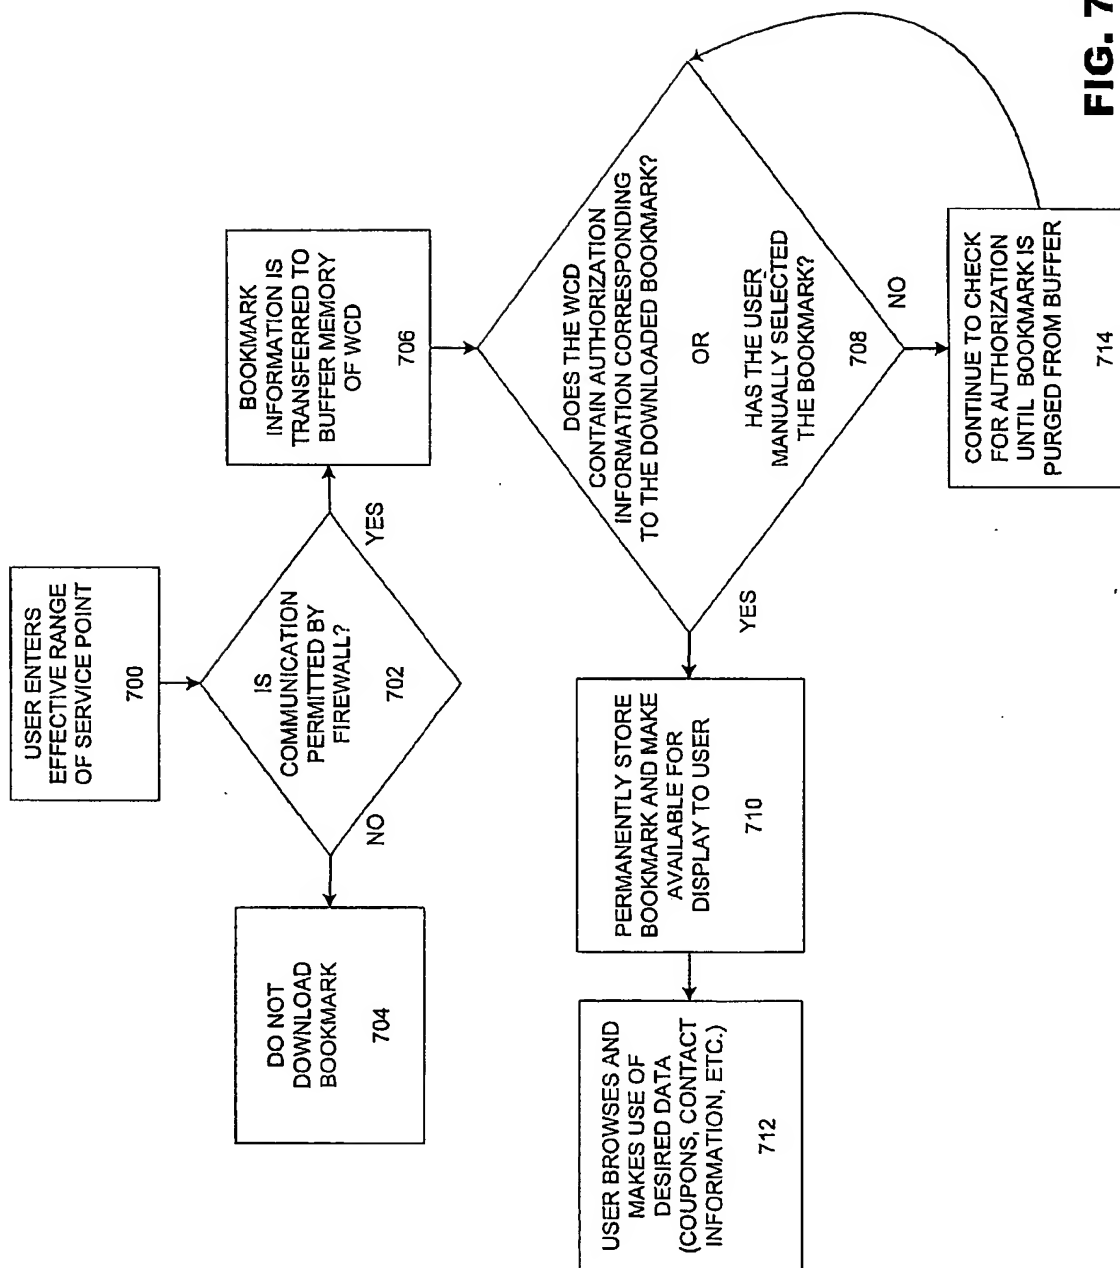 USER ENTERS
EFFECTIVE RANGE
OF SERVICE POINT
700
IS
COMMUNICATION
PERMITTED BY
FIREWALL?
702
NO
YES
DO NOT
DOWNLOAD
BOOKMARK
704
BOOKMARK
INFORMATION IS
TRANSFERRED TO
BUFFER MEMORY
OF WCD
706
DOES THE WCD
CONTAIN AUTHORIZATION
INFORMATION CORRESPONDING
TO THE DOWNLOADED BOOKMARK?
OR
HAS THE USER
MANUALLY SELECTED
THE BOOKMARK?
708
YES
NO
PERMANENTLY STORE
BOOKMARK AND MAKE
AVAILABLE FOR
DISPLAY TO USER
710
USER BROWSES AND
MAKES USE OF
DESIRED DATA
(COUPONS, CONTACT
INFORMATION, ETC.)
712
CONTINUE TO CHECK
FOR AUTHORIZATION
UNTIL BOOKMARK IS
PURGED FROM BUFFER
714
FIG. 7